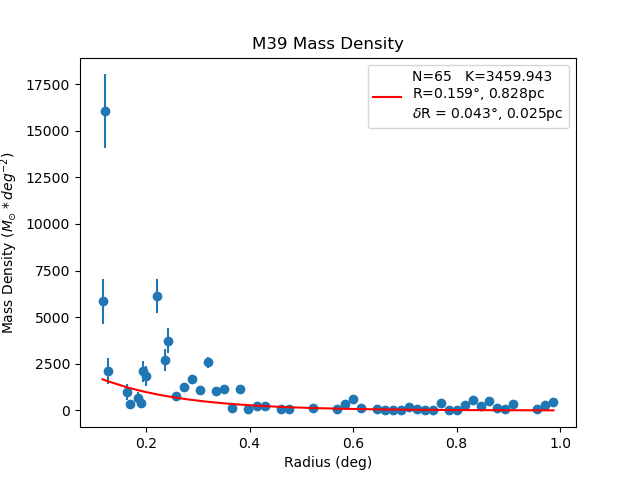 M39 Mass Density
N=65 K=3459.943
R=0.159°, 0.828pc
δR = 0.043°, 0.025pc
Mass Density (M⊙ * deg⁻²)
17500
15000
12500
10000
7500
5000
2500
0
0.2 0.4 0.6 0.8 1.0
Radius (deg)